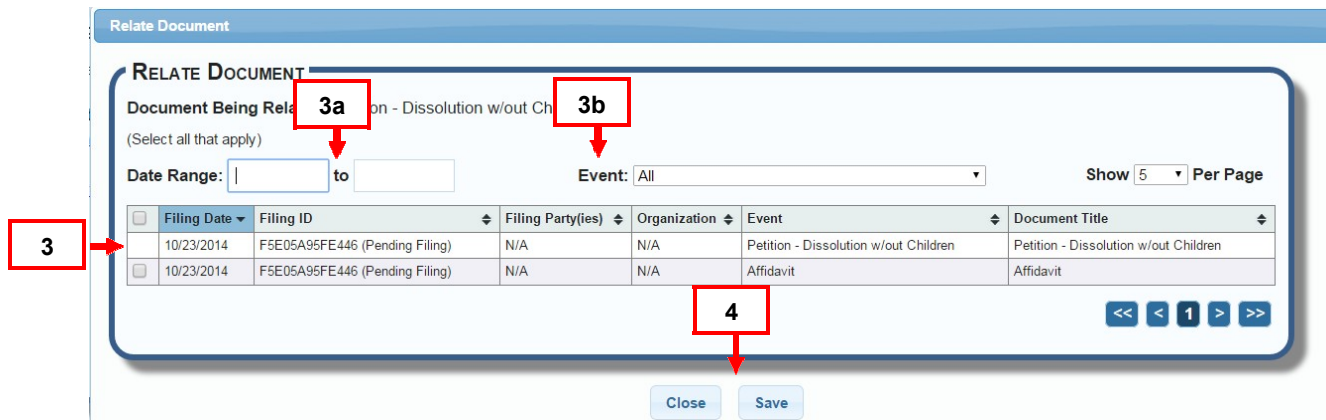 Relate Document
RELATE DOCUMENT
Document Being Rela 3a on - Dissolution w/out Ch 3b
(Select all that apply)
Date Range: to Event: All Show 5 Per Page
Filing Date Filing ID Filing Party(ies) Organization Event Document Title
3 10/23/2014 F5E05A95FE446 (Pending Filing) N/A N/A Petition - Dissolution w/out Children Petition - Dissolution w/out Children
10/23/2014 F5E05A95FE446 (Pending Filing) N/A N/A Affidavit Affidavit
4 << < 1 > >>
Close Save